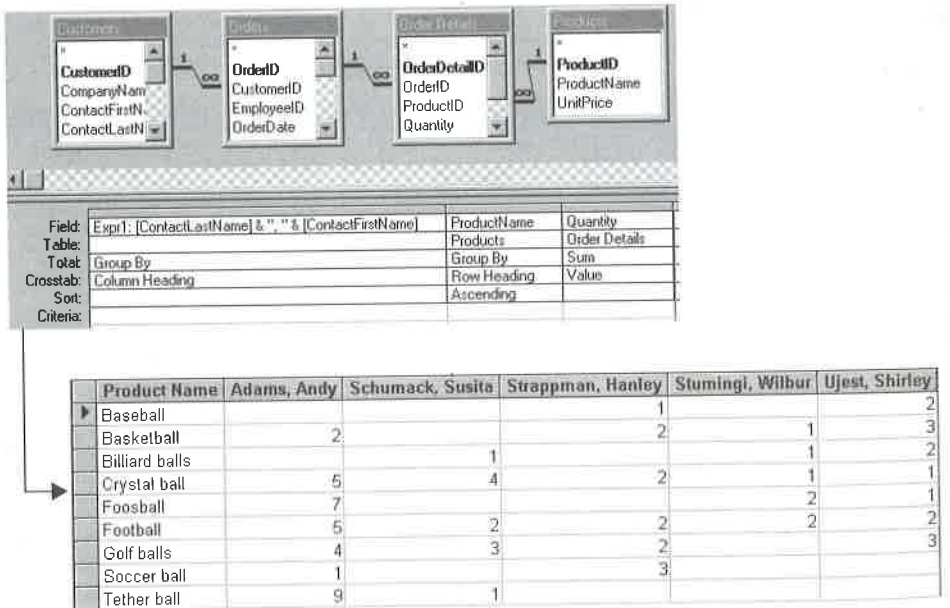 Customers Orders Order Details Products
*
CustomerID
CompanyNam
ContactFirstN
ContactLastN
1 ∞
*
OrderID
CustomerID
EmployeeID
OrderDate
1 ∞
*
OrderDetailID
OrderID
ProductID
Quantity
∞ 1
*
ProductID
ProductName
UnitPrice
Field: Expr1: [ContactLastName] & ", " & [ContactFirstName] ProductName Quantity
Table: Products Order Details
Total: Group By Group By Sum
Crosstab: Column Heading Row Heading Value
Sort: Ascending
Criteria:
Product Name Adams, Andy Schumack, Susita Strappman, Hanley Stumingl, Wilbur Ujest, Shirley
Baseball 1 2
Basketball 2 2 1 3
Billiard balls 1 1 2
Crystal ball 5 4 2 1 1
Foosball 7 2 1
Football 5 2 2 2 2
Golf balls 4 3 2 3
Soccer ball 1 3
Tether ball 9 1